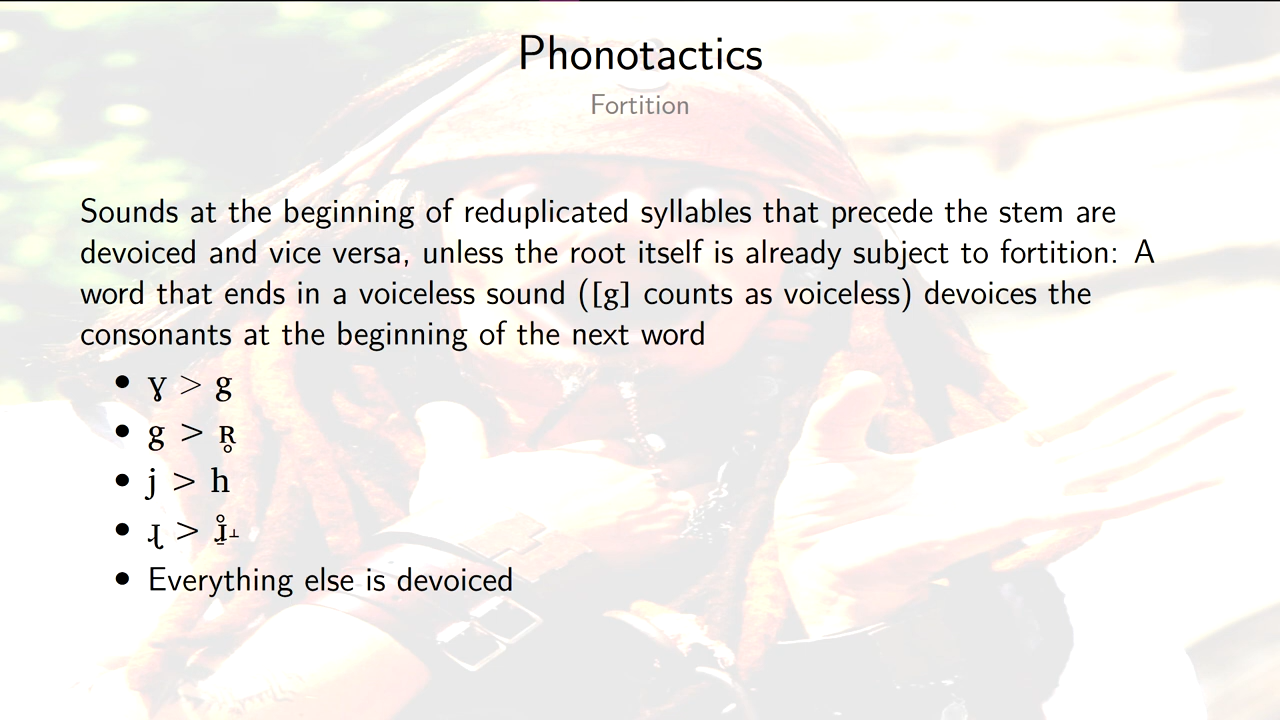 Phonotactics
Fortition
Sounds at the beginning of reduplicated syllables that precede the stem are
devoiced and vice versa, unless the root itself is already subject to fortition: A
word that ends in a voiceless sound ([g] counts as voiceless) devoices the
consonants at the beginning of the next word
• ɣ > g
• g > ʀ̥
• j > h
• ɻ > ɹ̠̊˔
• Everything else is devoiced